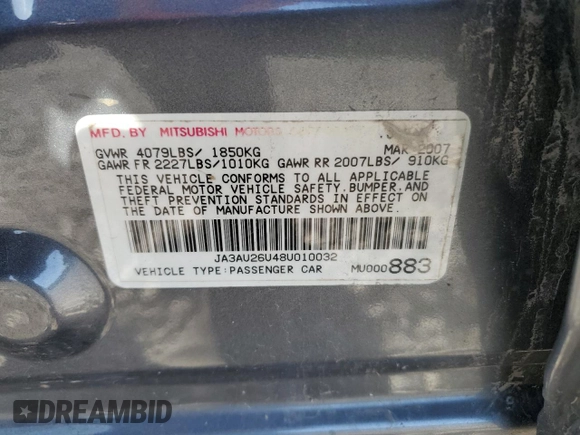 MFD.BY MITSUBISHI MOTORS
GVWR 4079LBS/ 1850KG MAR 2007
GAWR FR 2227LBS/1010KG GAWR RR 2007LBS/ 910KG
THIS VEHICLE CONFORMS TO ALL APPLICABLE
FEDERAL MOTOR VEHICLE SAFETY.BUMPER,AND
THEFT PREVENTION STANDARDS IN EFFECT ON
THE DATE OF MANUFACTURE SHOWN ABOVE.
JA3AU26U48U010032
VEHICLE TYPE:PASSENGER CAR MU000883
DREAMBID